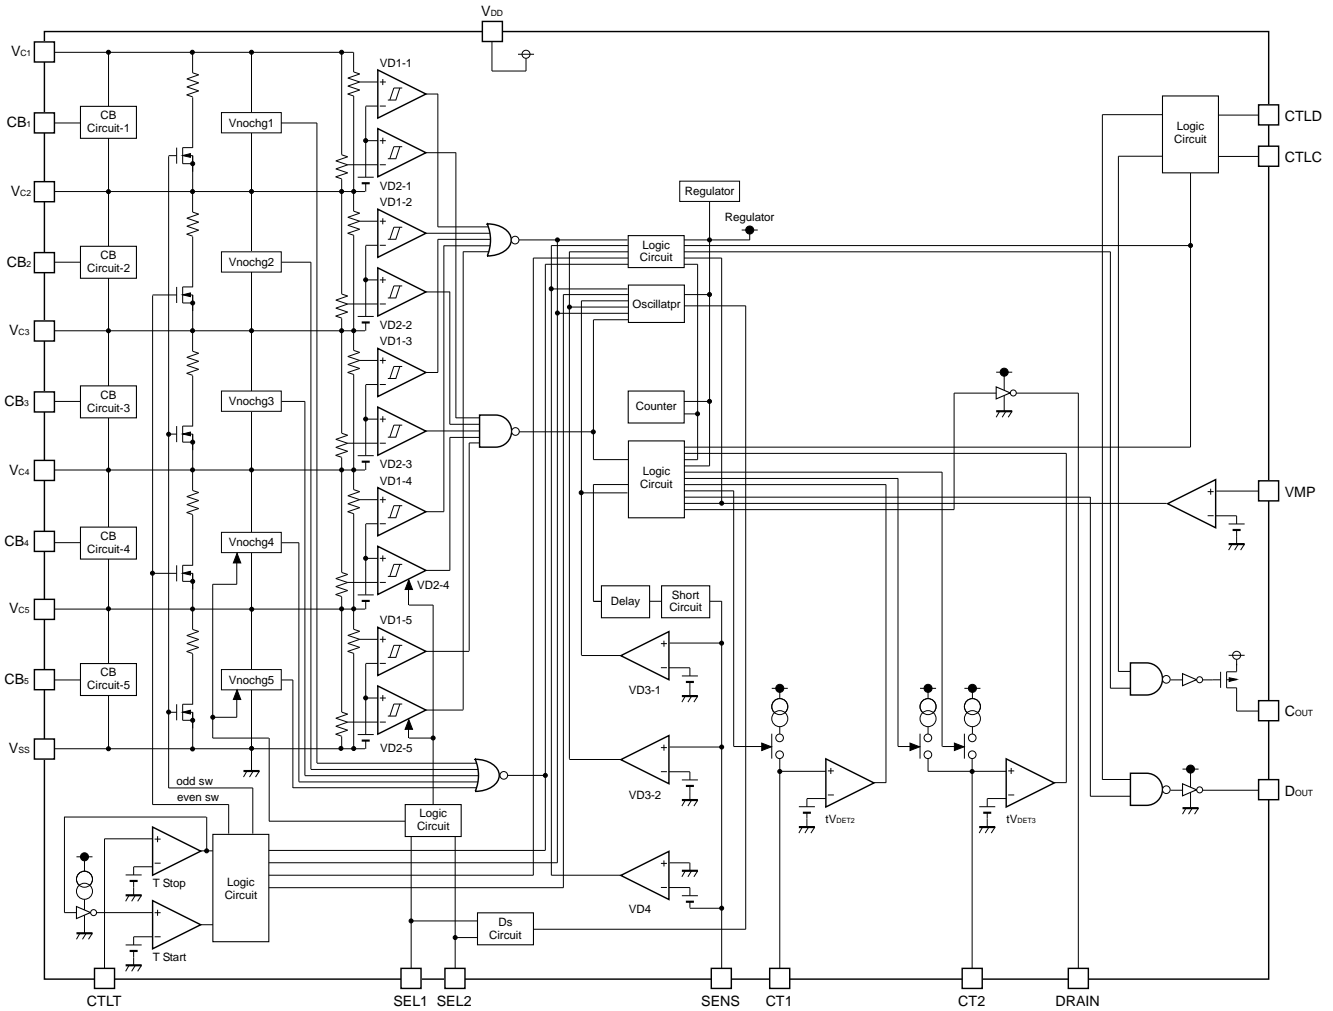 VDD
VC1
VD1-1
CB1
CB
Circuit-1
Vnochg1
CTLD
Logic
Circuit
CTLC
VC2
VD2-1
Regulator
VD1-2
Regulator
CB2
CB
Circuit-2
Vnochg2
Logic
Circuit
Oscillatpr
VC3
VD2-2
VD1-3
CB3
CB
Circuit-3
Vnochg3
Counter
VC4
VD2-3
VD1-4
Logic
Circuit
VMP
CB4
CB
Circuit-4
Vnochg4
VD2-4
Delay
Short
Circuit
VC5
VD1-5
CB5
CB
Circuit-5
Vnochg5
VD3-1
COUT
VSS
VD2-5
odd sw
even sw
VD3-2
DOUT
Logic
Circuit
tVDET2
tVDET3
T Stop
Logic
Circuit
VD4
Ds
Circuit
T Start
CTLT
SEL1
SEL2
SENS
CT1
CT2
DRAIN